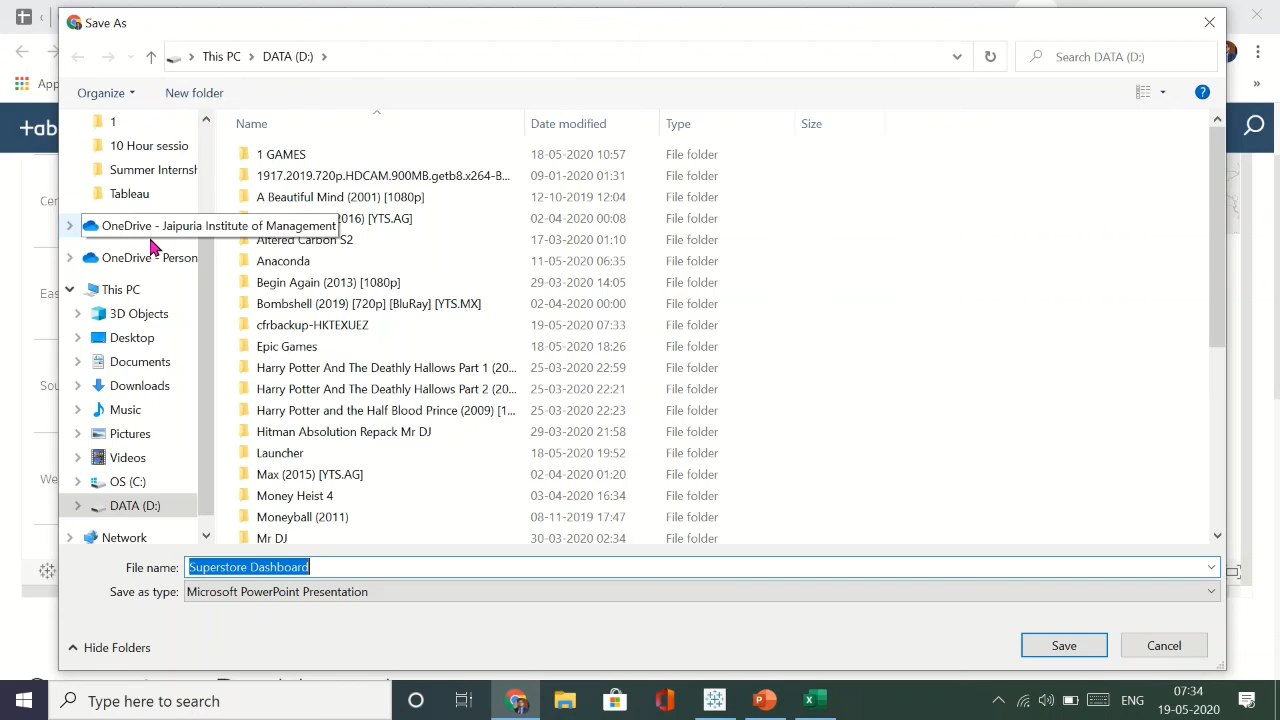 Save As
This PC
DATA (D:)
Search DATA (D:)
App
Organize
New folder
+ab
1
10 Hour sessio
Summer Internsh
Tableau
OneDrive - Jaipuria Institute of Management
OneDrive - Person
This PC
3D Objects
Desktop
Documents
Downloads
Music
Pictures
Videos
OS (C:)
DATA (D:)
Network
Name Date modified Type Size
1 GAMES 18-05-2020 10:57 File folder
1917.2019.720p.HDCAM.900MB.getb8.x264-B... 09-01-2020 01:31 File folder
A Beautiful Mind (2001) [1080p] 12-10-2019 12:04 File folder
2016) [YTS.AG] 02-04-2020 00:08 File folder
Altered Carbon S2 17-03-2020 01:10 File folder
Anaconda 11-05-2020 06:35 File folder
Begin Again (2013) [1080p] 29-03-2020 14:05 File folder
Bombshell (2019) [720p] [BluRay] [YTS.MX] 02-04-2020 00:00 File folder
cfrbackup-HKTEXUEZ 19-05-2020 07:33 File folder
Epic Games 18-05-2020 18:26 File folder
Harry Potter And The Deathly Hallows Part 1 (20... 25-03-2020 22:59 File folder
Harry Potter And The Deathly Hallows Part 2 (20... 25-03-2020 22:21 File folder
Harry Potter and the Half Blood Prince (2009) [1... 25-03-2020 22:23 File folder
Hitman Absolution Repack Mr DJ 29-03-2020 21:58 File folder
Launcher 18-05-2020 19:52 File folder
Max (2015) [YTS.AG] 02-04-2020 01:20 File folder
Money Heist 4 03-04-2020 16:34 File folder
Moneyball (2011) 08-11-2019 17:47 File folder
Mr DJ 30-03-2020 02:34 File folder
Cer
Eas
Sou
We
File name: Superstore Dashboard
Save as type: Microsoft PowerPoint Presentation
Hide Folders
Save
Cancel
Type here to search
ENG
07:34
19-05-2020